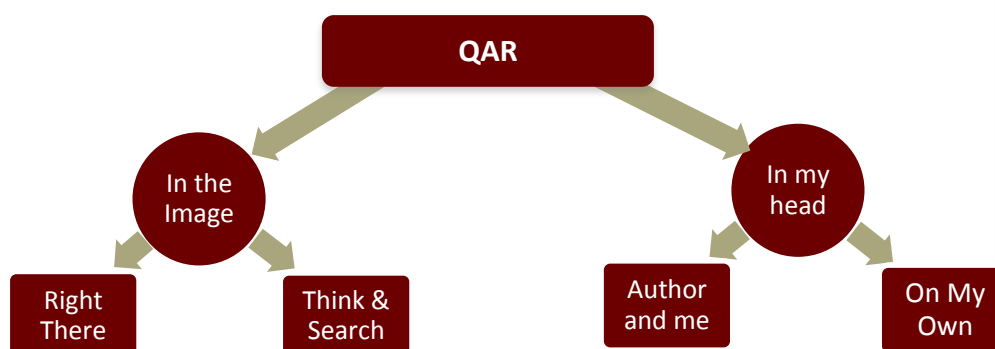 QAR
In the
Image
In my
head
Right
There
Think &
Search
Author
and me
On My
Own